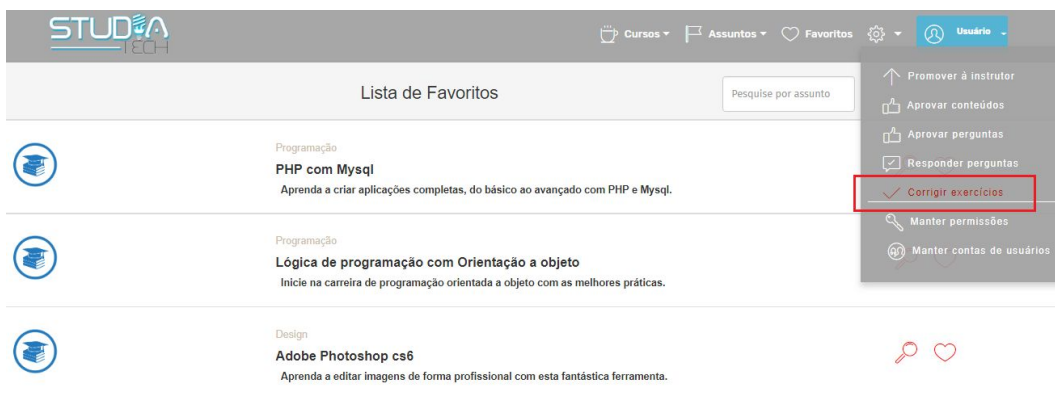 STUDIA
TECH
Cursos
Assuntos
Favoritos
Usuário
Lista de Favoritos
Pesquise por assunto
Promover à instrutor
Aprovar conteúdos
Aprovar perguntas
Responder perguntas
Corrigir exercícios
Manter permissões
Manter contas de usuários
Programação
PHP com Mysql
Aprenda a criar aplicações completas, do básico ao avançado com PHP e Mysql.
Programação
Lógica de programação com Orientação a objeto
Inicie na carreira de programação orientada a objeto com as melhores práticas.
Design
Adobe Photoshop cs6
Aprenda a editar imagens de forma profissional com esta fantástica ferramenta.